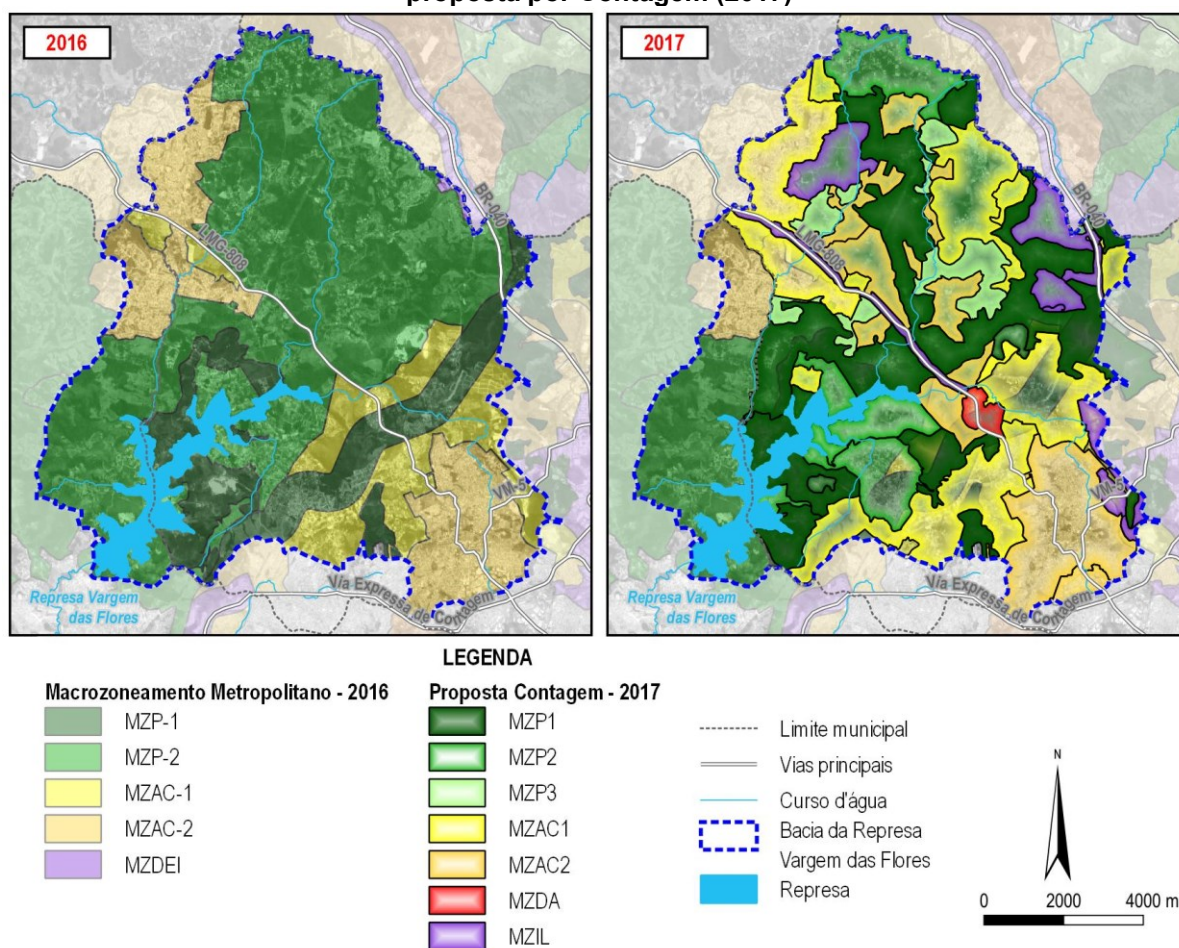 proposta por Contagem (2017)
2016
BR-040
LMG-808
VM-5
Via Expressa de Contagem
Represa Vargem
das Flores
2017
BR-040
LMG-808
VM-5
Via Expressa de Contagem
Represa Vargem
das Flores
LEGENDA
Macrozoneamento Metropolitano - 2016
MZP-1
MZP-2
MZAC-1
MZAC-2
MZDEI
Proposta Contagem - 2017
MZP1
MZP2
MZP3
MZAC1
MZAC2
MZDA
MZIL
Limite municipal
Vias principais
Curso d'água
Bacia da Represa
Vargem das Flores
Represa
N
0 2000 4000 m